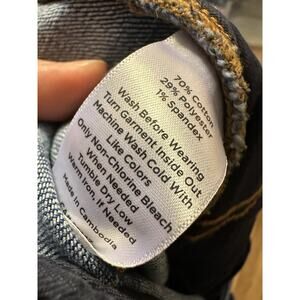 70% Cotton
29% Polyester
1% Spandex
Wash Before Wearing
Turn Garment Inside Out
Machine Wash Cold With
Like Colors
Only Non-Chlorine Bleach
When Needed
Tumble Dry Low
Warm Iron, If Needed
Made in Cambodia